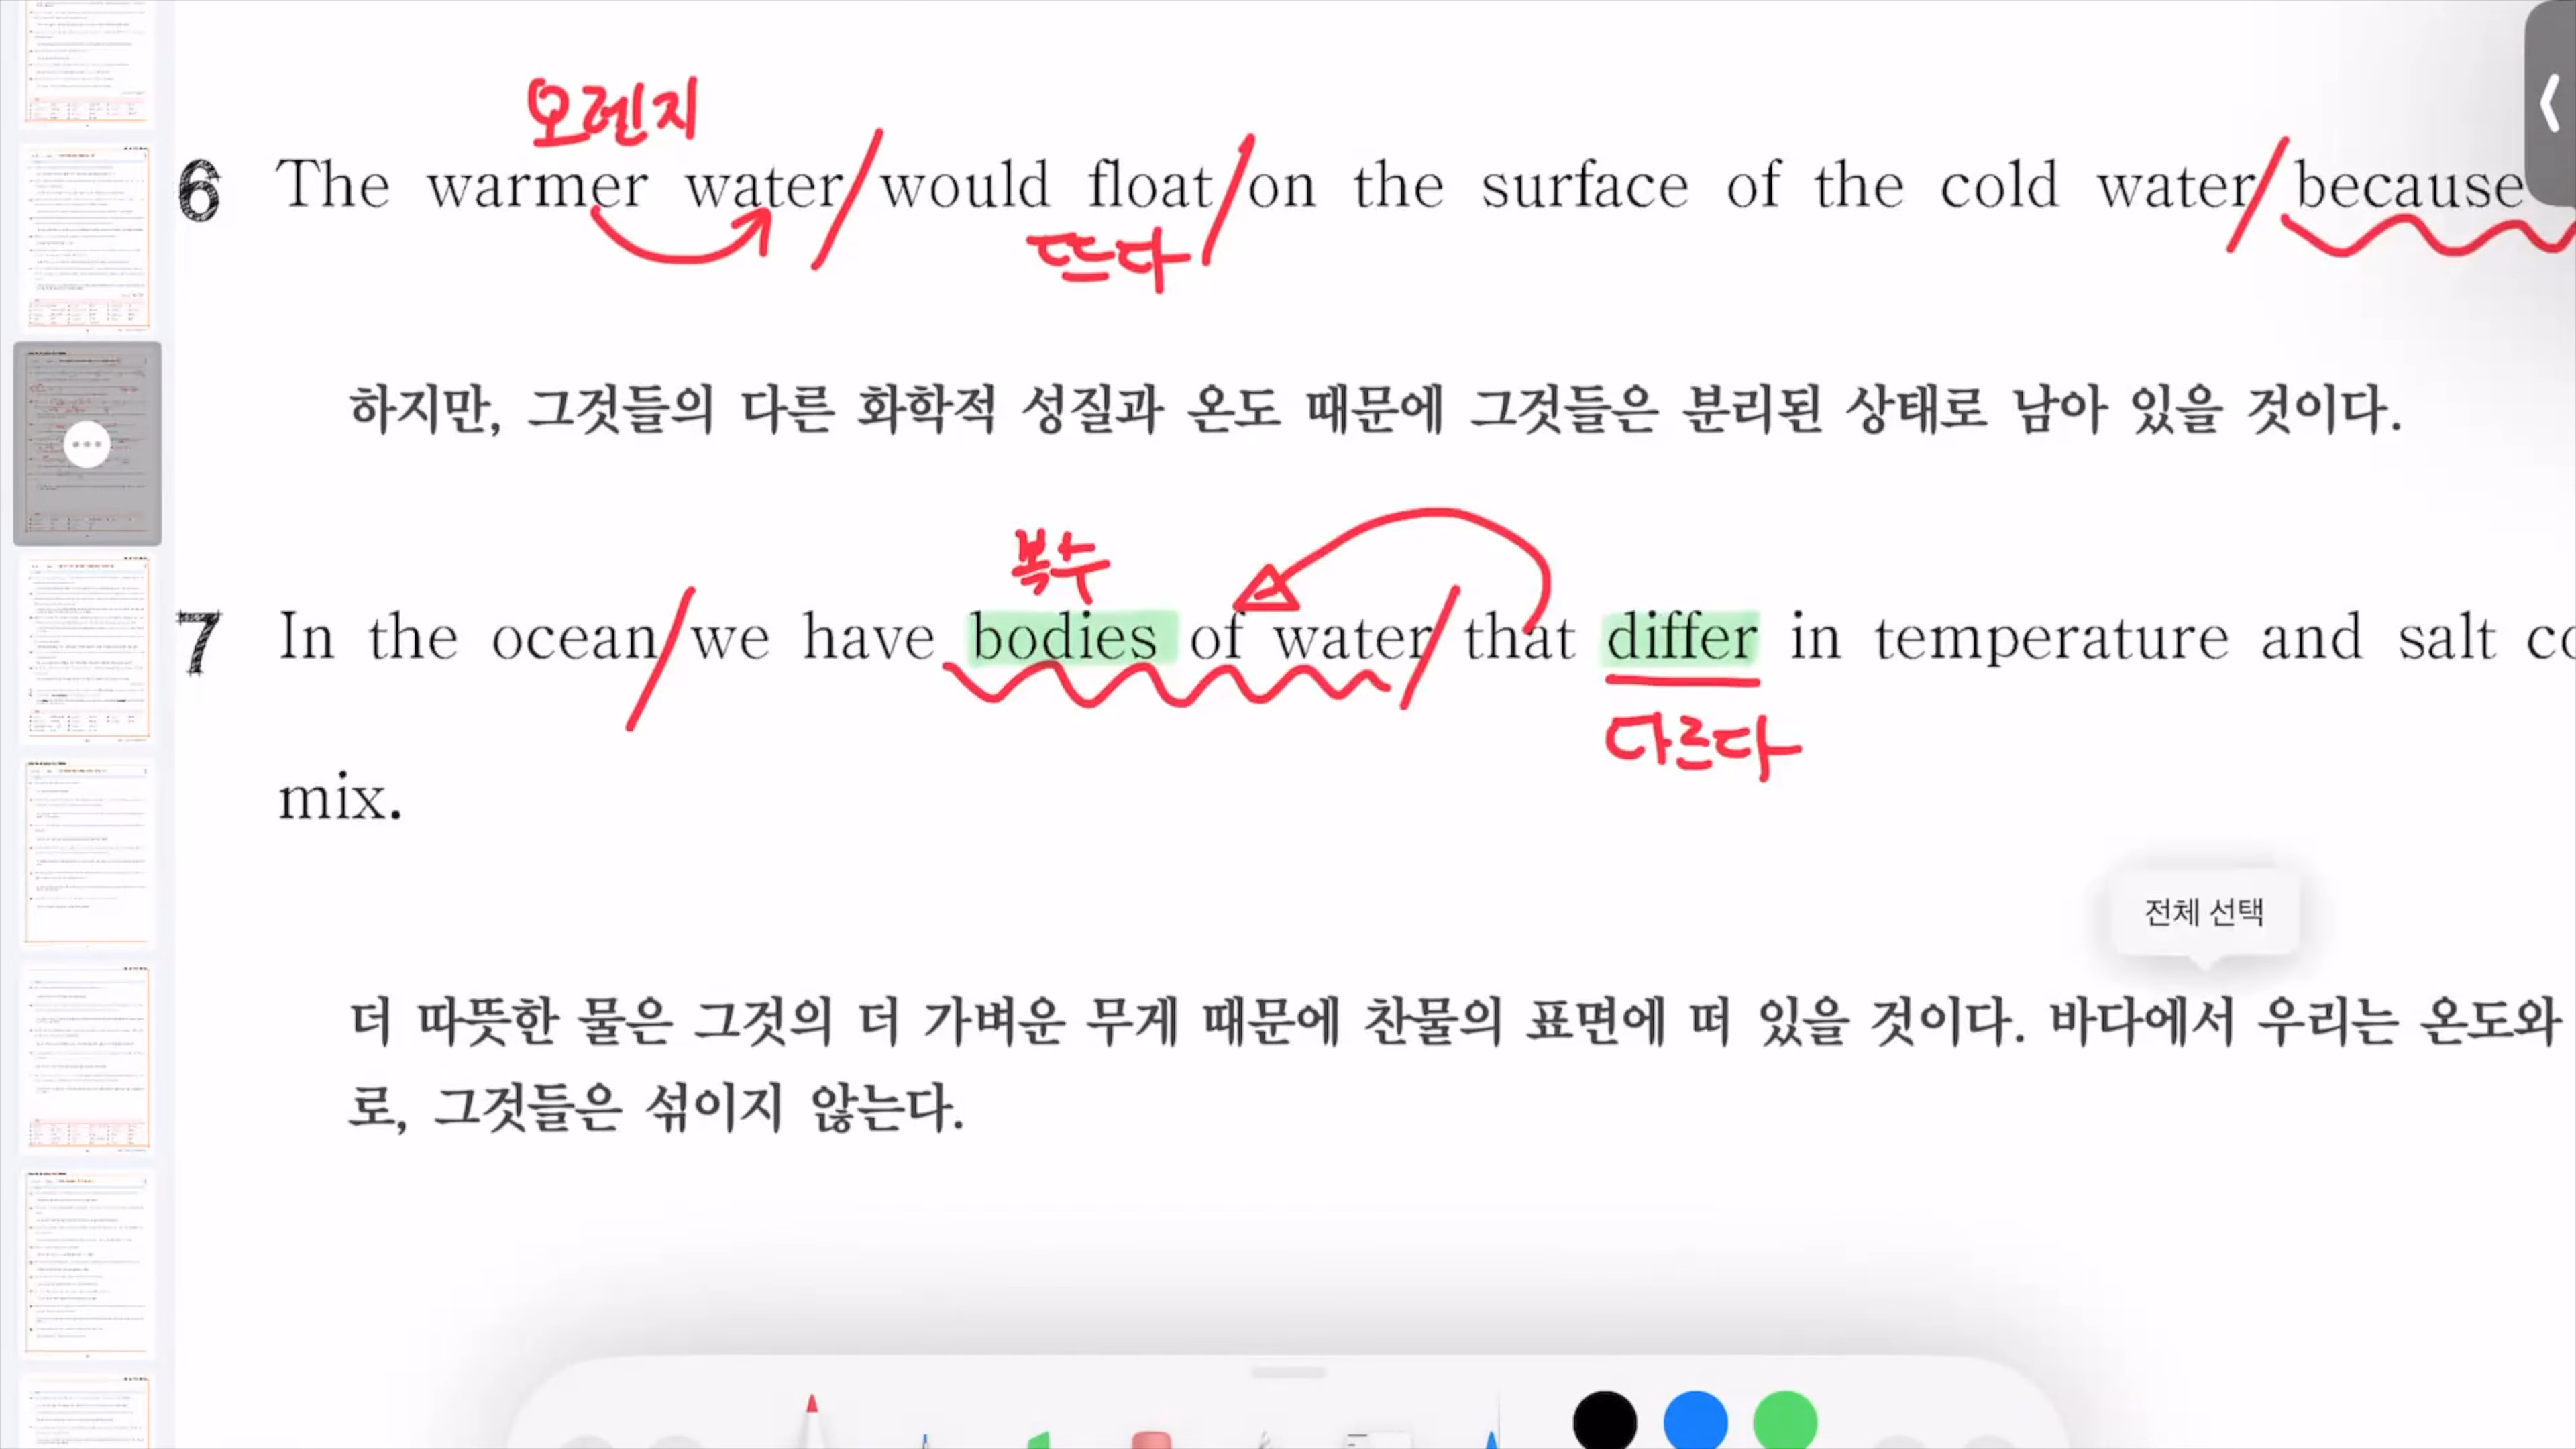 오렌지
6 The warmer water would float on the surface of the cold water because
뜨다
하지만, 그것들의 다른 화학적 성질과 온도 때문에 그것들은 분리된 상태로 남아 있을 것이다.
복수
7 In the ocean we have bodies of water that differ in temperature and salt co
다르다
mix.
전체 선택
더 따뜻한 물은 그것의 더 가벼운 무게 때문에 찬물의 표면에 떠 있을 것이다. 바다에서 우리는 온도와
로, 그것들은 섞이지 않는다.